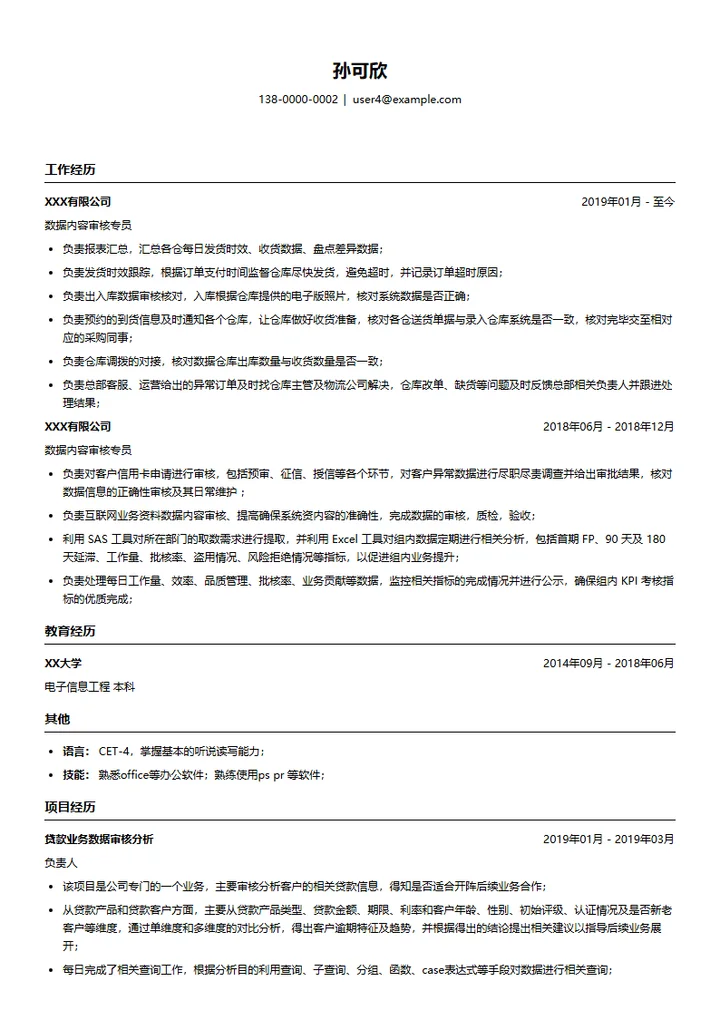 孙可欣
138-0000-0002 | user4@example.com
工作经历
XXX有限公司 2019年01月 - 至今
数据内容审核专员
• 负责报表汇总，汇总各仓每日发货时效、收货数据、盘点差异数据；
• 负责发货时效跟踪，根据订单支付时间监督仓库尽快发货，避免超时，并记录订单超时原因；
• 负责出入库数据审核核对，入库根据仓库提供的电子版照片，核对系统数据是否正确；
• 负责预约的到货信息及时通知各个仓库，让仓库做好收货准备，核对各仓送货单据与录入仓库系统是否一致，核对完毕交至相对
应的采购同事；
• 负责仓库调拨的对接，核对数据仓库出库数量与收货数量是否一致；
• 负责总部客服、运营给出的异常订单及时找仓库主管及物流公司解决，仓库改单、缺货等问题及时反馈总部相关负责人并跟进处
理结果；
XXX有限公司 2018年06月 - 2018年12月
数据内容审核专员
• 负责对客户信用卡申请进行审核，包括预审、征信、授信等各个环节，对客户异常数据进行尽职尽责调查并给出审批结果，核对
数据信息的正确性审核及其日常维护；
• 负责互联网业务资料数据内容审核、提高确保系统资内容的准确性，完成数据的审核，质检，验收；
• 利用 SAS 工具对所在部门的取数需求进行提取，并利用 Excel 工具对组内数据定期进行相关分析，包括首期 FP、90 天及 180
天延滞、工作量、批核率、盗用情况、风险拒绝情况等指标，以促进组内业务提升；
• 负责处理每日工作量、效率、品质管理、批核率、业务贡献等数据，监控相关指标的完成情况并进行公示，确保组内 KPI 考核指
标的优质完成；
教育经历
XX大学 2014年09月 - 2018年06月
电子信息工程 本科
其他
• 语言： CET-4，掌握基本的听说读写能力；
• 技能： 熟悉office等办公软件；熟练使用ps pr 等软件；
项目经历
贷款业务数据审核分析 2019年01月 - 2019年03月
负责人
• 该项目是公司专门的一个业务，主要审核分析客户的相关贷款信息，得知是否适合开阵后续业务合作；
• 从贷款产品和贷款客户方面，主要从贷款产品类型、贷款金额、期限、利率和客户年龄、性别、初始评级、认证情况及是否新老
客户等维度，通过单维度和多维度的对比分析，得出客户逾期特征及趋势，并根据得出的结论提出相关建议以指导后续业务展
开；
• 每日完成了相关查询工作，根据分析目的利用查询、子查询、分组、函数、case表达式等手段对数据进行相关查询；